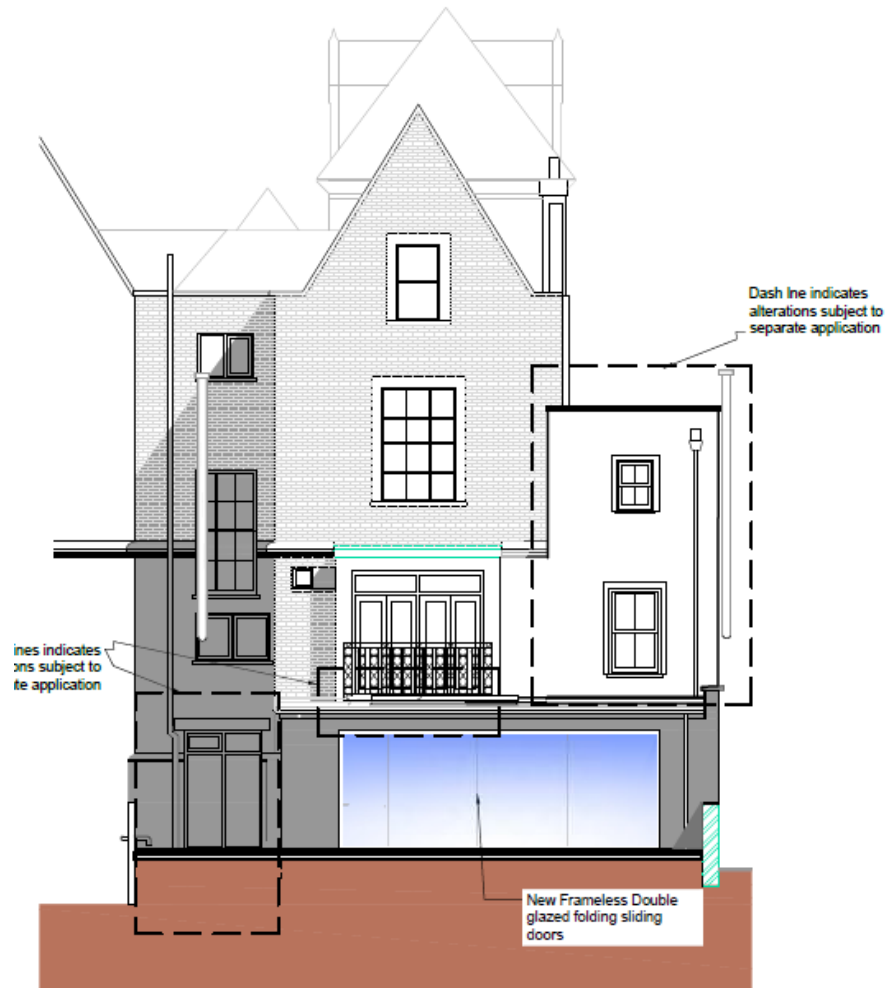 Dash lne indicates
alterations subject to
separate application
ines indicates
ons subject to
te application
New Frameless Double
glazed folding sliding
doors